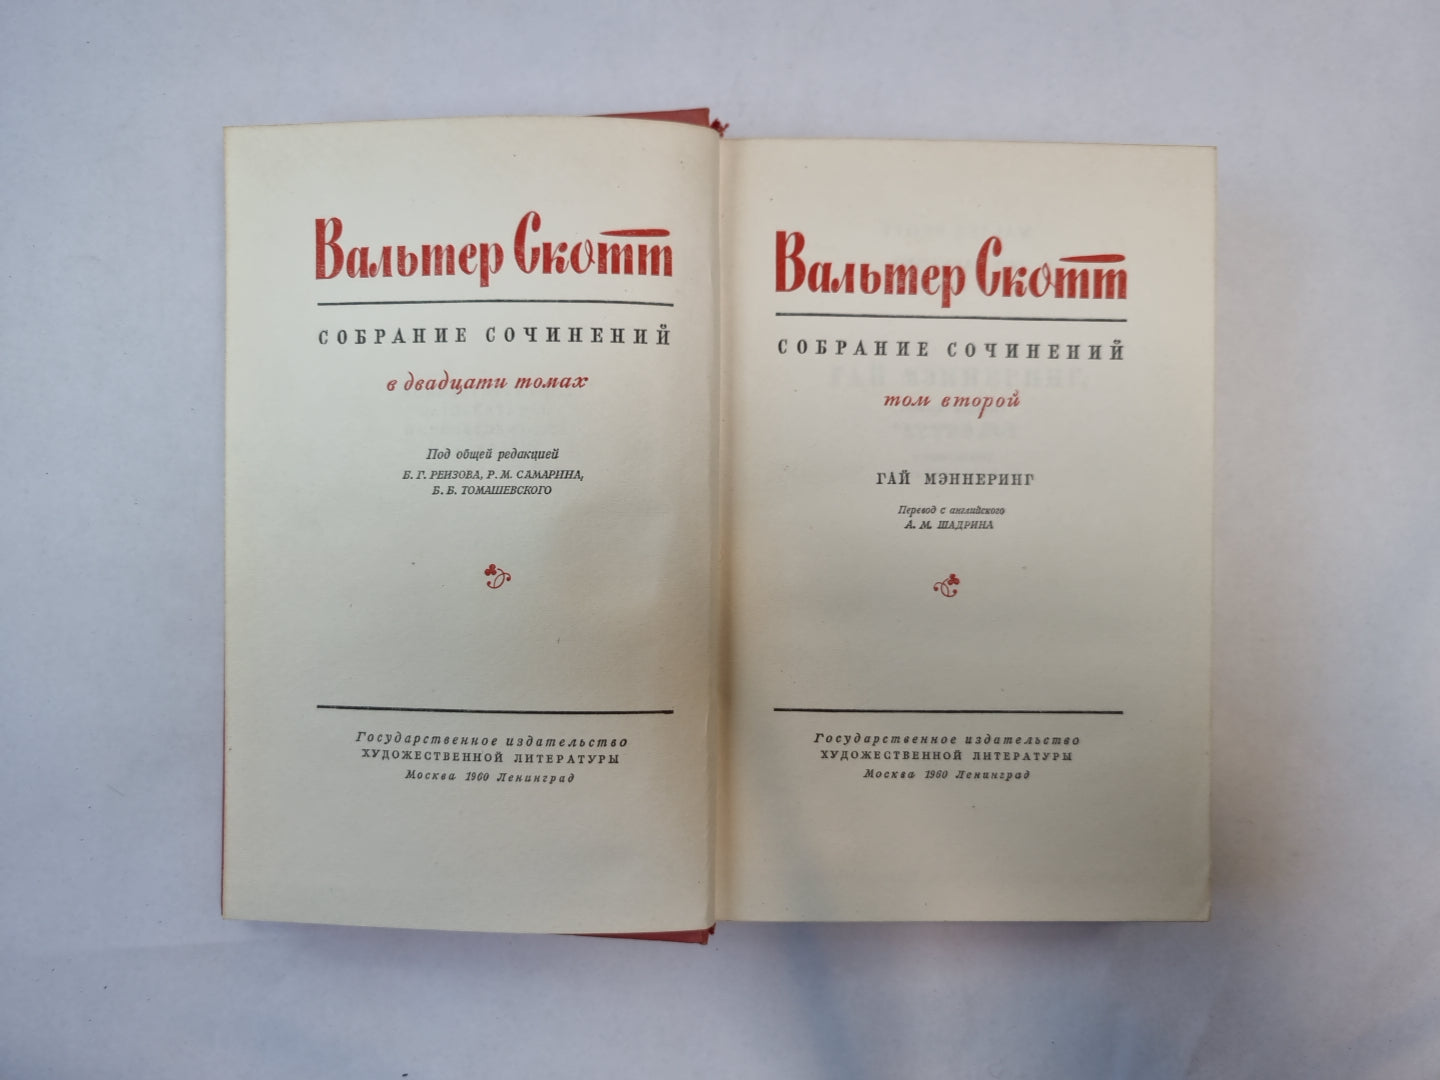 Вальтер Скотт
СОБРАНИЕ СОЧИНЕНИЙ
в двадцати томах
Под общей редакцией
Б. Г. РЕИЗОВА, Р. М. САМАРИНА,
Б. Б. ТОМАШЕВСКОГО
Государственное издательство
ХУДОЖЕСТВЕННОЙ ЛИТЕРАТУРЫ
Москва 1960 Ленинград
Вальтер Скотт
СОБРАНИЕ СОЧИНЕНИЙ
том второй
ГАЙ МЭННЕРИНГ
Перевод с английского
А. М. ШАДРИНА
Государственное издательство
ХУДОЖЕСТВЕННОЙ ЛИТЕРАТУРЫ
Москва 1960 Ленинград